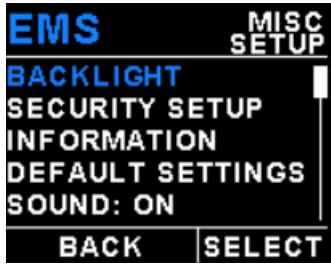 EMS
MISC
SETUP
BACKLIGHT
SECURITY SETUP
INFORMATION
DEFAULT SETTINGS
SOUND: ON
BACK
SELECT